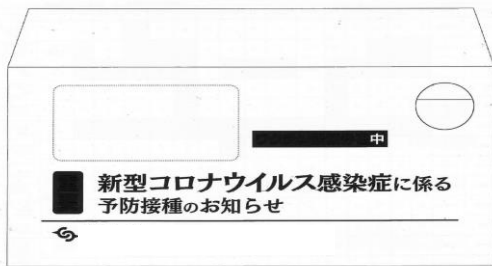 中
新型コロナウイルス感染症に係る
予防接種のお知らせ